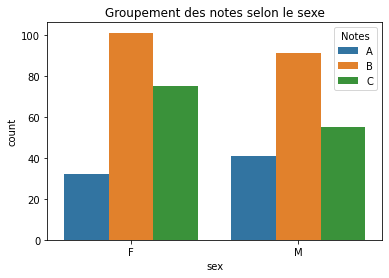 Groupement des notes selon le sexe
Notes
A
B
C
100
80
60
40
20
0
count
F
M
sex